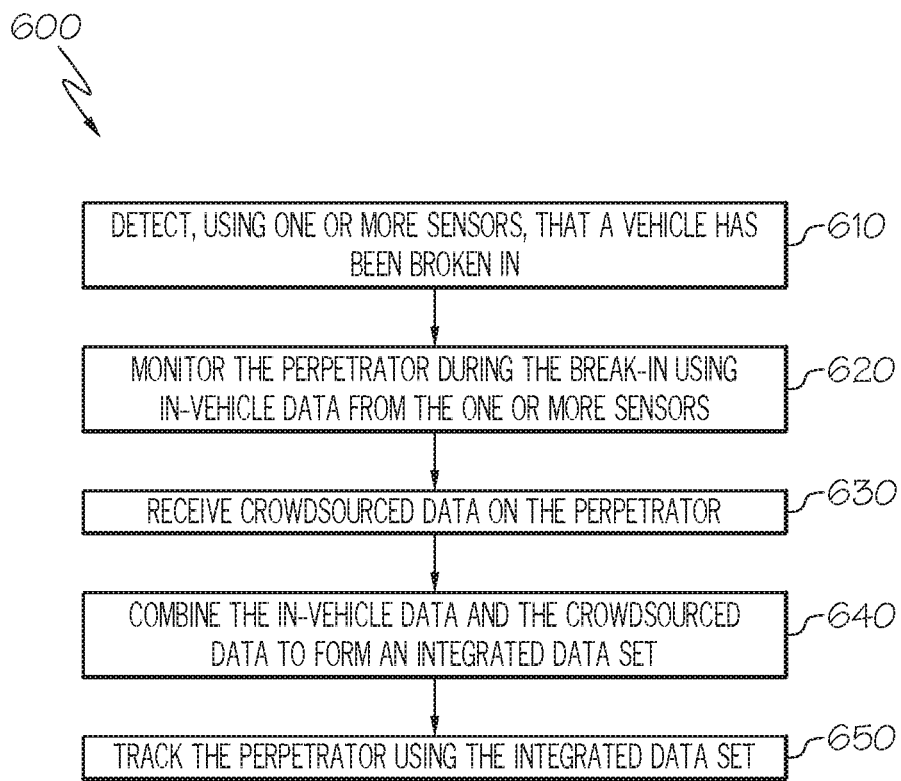 600
DETECT, USING ONE OR MORE SENSORS, THAT A VEHICLE HAS
BEEN BROKEN IN
610
MONITOR THE PERPETRATOR DURING THE BREAK-IN USING
IN-VEHICLE DATA FROM THE ONE OR MORE SENSORS
620
RECEIVE CROWDSOURCED DATA ON THE PERPETRATOR
630
COMBINE THE IN-VEHICLE DATA AND THE CROWDSOURCED
DATA TO FORM AN INTEGRATED DATA SET
640
TRACK THE PERPETRATOR USING THE INTEGRATED DATA SET
650